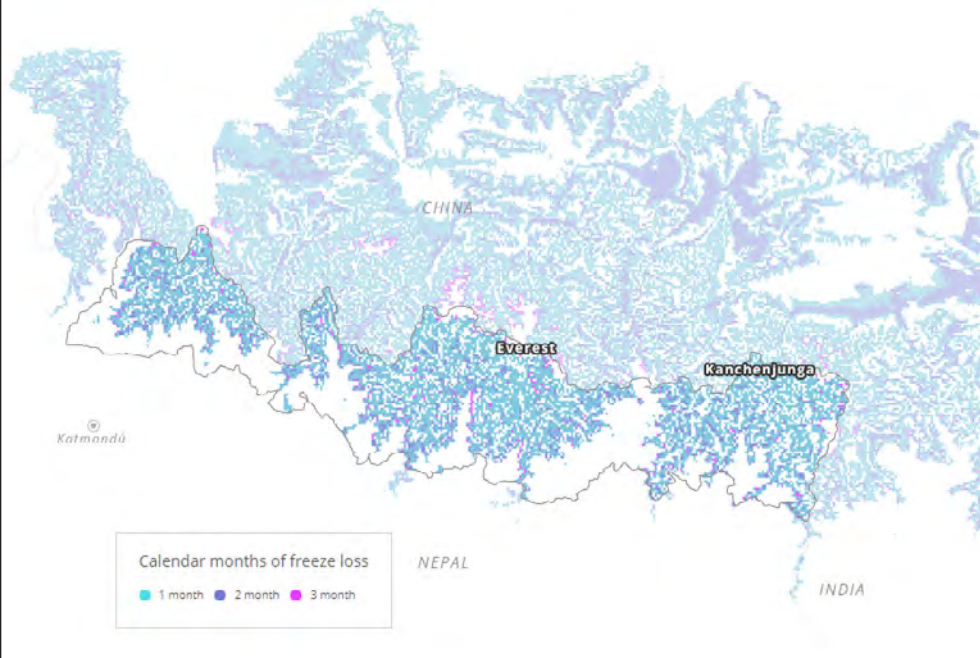 CHINA
Everest
Kanchenjunga
Katmandú
Calendar months of freeze loss
1 month 2 month 3 month
NEPAL
INDIA